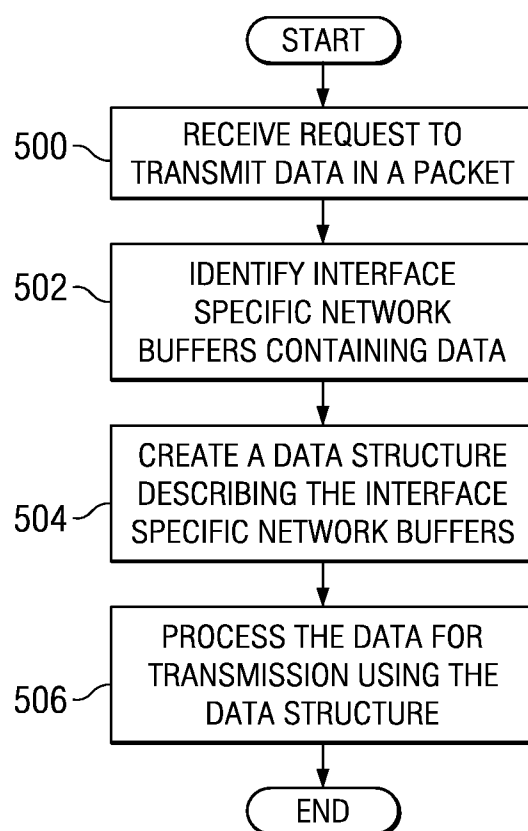 START
500
RECEIVE REQUEST TO
TRANSMIT DATA IN A PACKET
502
IDENTIFY INTERFACE
SPECIFIC NETWORK
BUFFERS CONTAINING DATA
504
CREATE A DATA STRUCTURE
DESCRIBING THE INTERFACE
SPECIFIC NETWORK BUFFERS
506
PROCESS THE DATA FOR
TRANSMISSION USING THE
DATA STRUCTURE
END